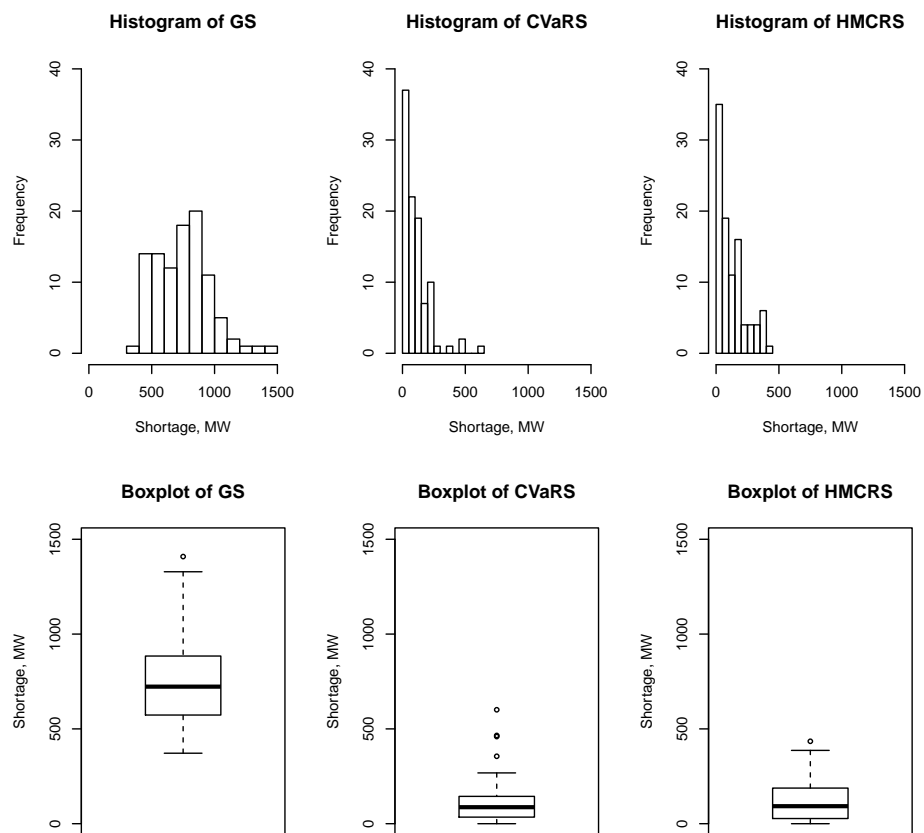 Histogram of GS
Histogram of CVaRS
Histogram of HMCRS
Frequency
0 10 20 30 40
0 500 1000 1500
Shortage, MW
Frequency
0 10 20 30 40
0 500 1000 1500
Shortage, MW
Frequency
0 10 20 30 40
0 500 1000 1500
Shortage, MW
Boxplot of GS
Boxplot of CVaRS
Boxplot of HMCRS
Shortage, MW
0 500 1000 1500
Shortage, MW
0 500 1000 1500
Shortage, MW
0 500 1000 1500